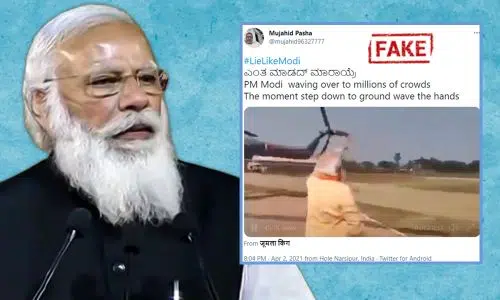 Mujahid Pasha
@mujahid96327777
FAKE
#LieLikeModi
ಎಂತ ಮಾಡದ್ ಮಾರಾಯ್ರೆ
PM Modi waving over to millions of crowds
The moment step down to ground wave the hands
From जुमला किंग
8:04 PM · Apr 2, 2021 from Hole Narsipur, India · Twitter for Android